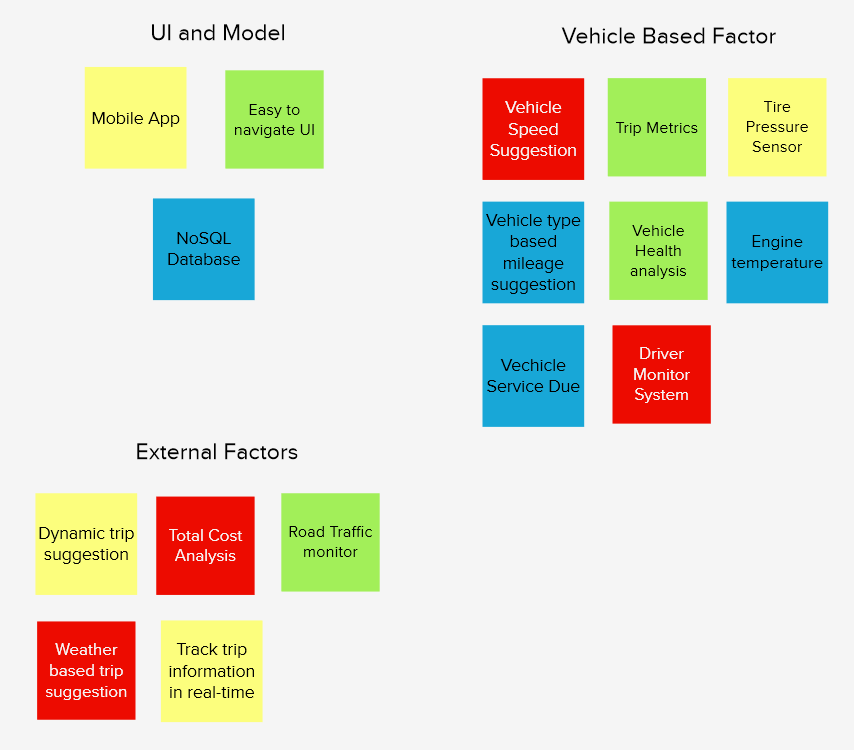 UI and Model
Mobile App
Easy to
navigate UI
NoSQL
Database
Vehicle Based Factor
Vehicle
Speed
Suggestion
Trip Metrics
Tire
Pressure
Sensor
Vehicle type
based
mileage
suggestion
Vehicle
Health
analysis
Engine
temperature
Vechicle
Service Due
Driver
Monitor
System
External Factors
Dynamic trip
suggestion
Total Cost
Analysis
Road Traffic
monitor
Weather
based trip
suggestion
Track trip
information
in real-time